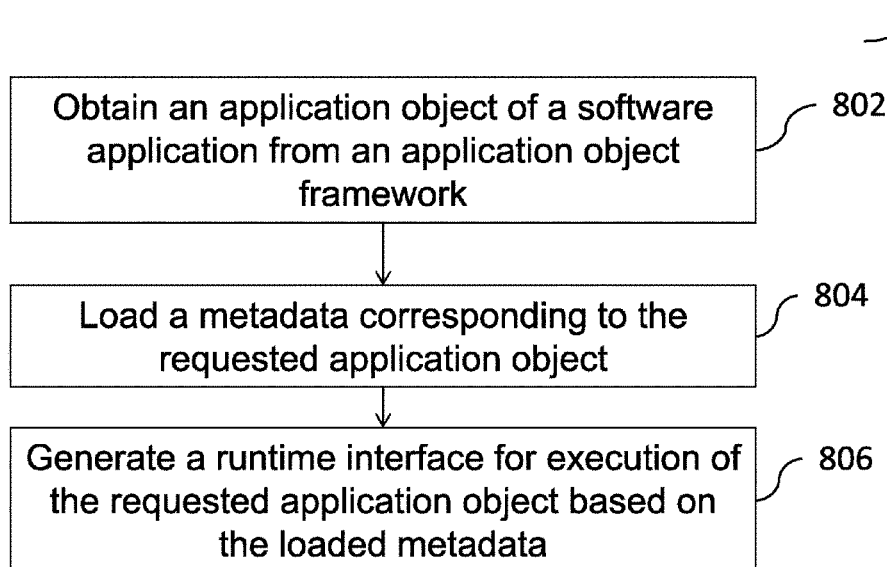 Obtain an application object of a software
application from an application object
framework
802
Load a metadata corresponding to the
requested application object
804
Generate a runtime interface for execution of
the requested application object based on
the loaded metadata
806